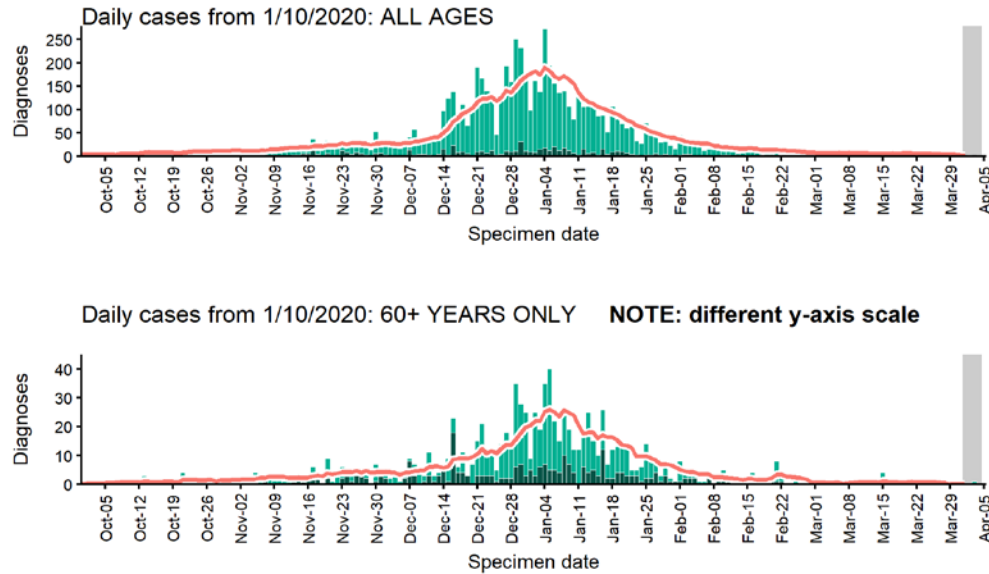 Daily cases from 1/10/2020: ALL AGES
Diagnoses
250
200
150
100
50
0
Oct-05 Oct-12 Oct-19 Oct-26 Nov-02 Nov-09 Nov-16 Nov-23 Nov-30 Dec-07 Dec-14 Dec-21 Dec-28 Jan-04 Jan-11 Jan-18 Jan-25 Feb-01 Feb-08 Feb-15 Feb-22 Mar-01 Mar-08 Mar-15 Mar-22 Mar-29 Apr-05
Specimen date
Daily cases from 1/10/2020: 60+ YEARS ONLY NOTE: different y-axis scale
Diagnoses
40
30
20
10
0
Oct-05 Oct-12 Oct-19 Oct-26 Nov-02 Nov-09 Nov-16 Nov-23 Nov-30 Dec-07 Dec-14 Dec-21 Dec-28 Jan-04 Jan-11 Jan-18 Jan-25 Feb-01 Feb-08 Feb-15 Feb-22 Mar-01 Mar-08 Mar-15 Mar-22 Mar-29 Apr-05
Specimen date